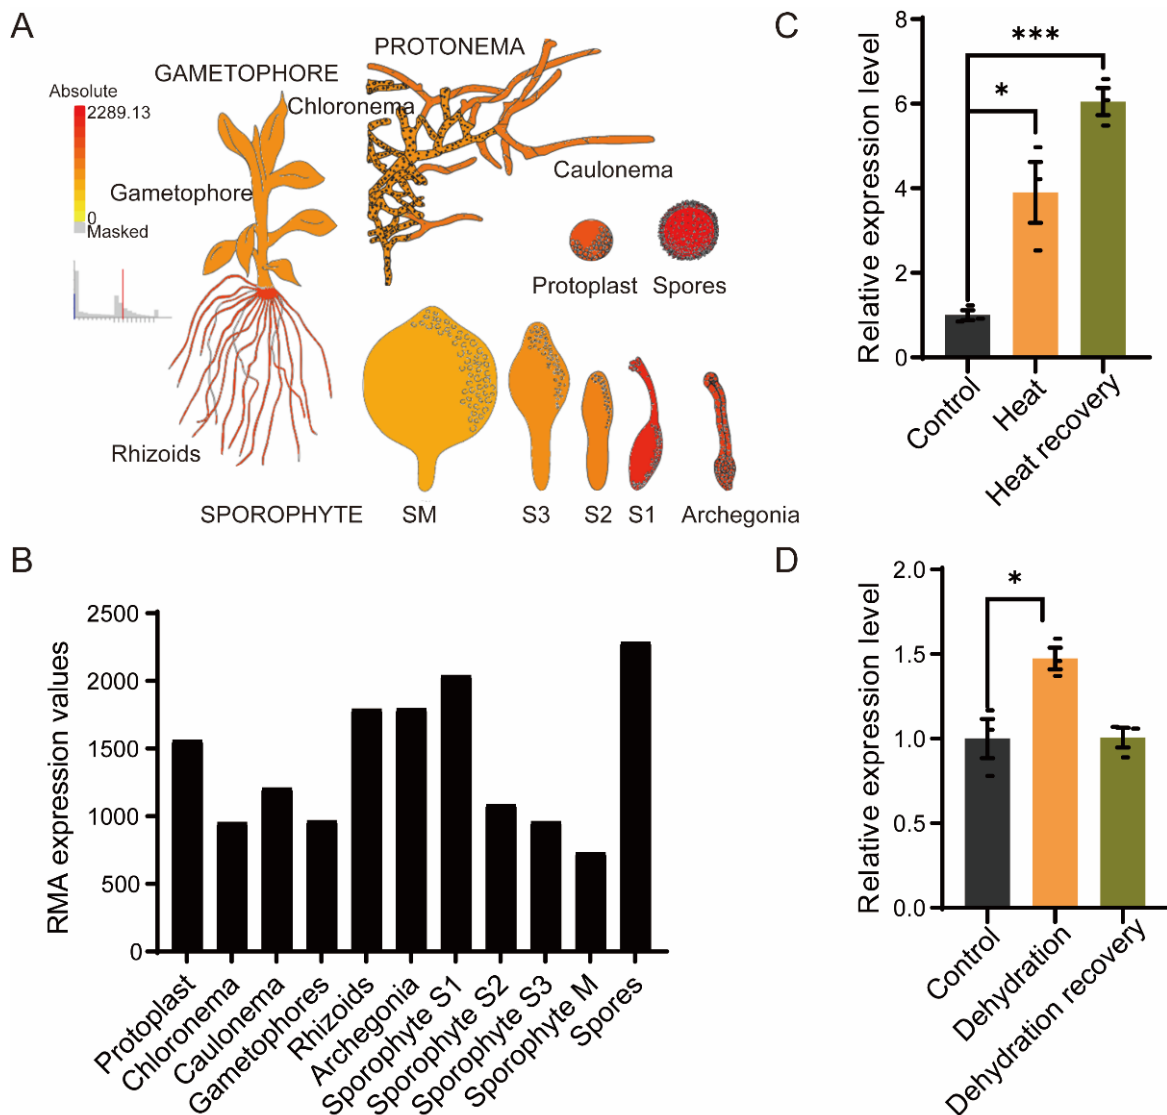 A
PROTONEMA
GAMETOPHORE
Absolute
2289.13
0
Masked
Chloronema
Gametophore
Caulonema
Protoplast
Spores
Rhizoids
SPOROPHYTE
SM
S3
S2
S1
Archegonia
B
RMA expression values
2500
2000
1500
1000
500
0
Protoplast
Chloronema
Caulonema
Gametophores
Rhizoids
Archegonia
Sporophyte S1
Sporophyte S2
Sporophyte S3
Sporophyte M
Spores
C
Relative expression level
8
6
4
2
0
***
*
Control
Heat
Heat recovery
D
Relative expression level
2.0
1.5
1.0
0.5
0.0
*
Control
Dehydration
Dehydration recovery